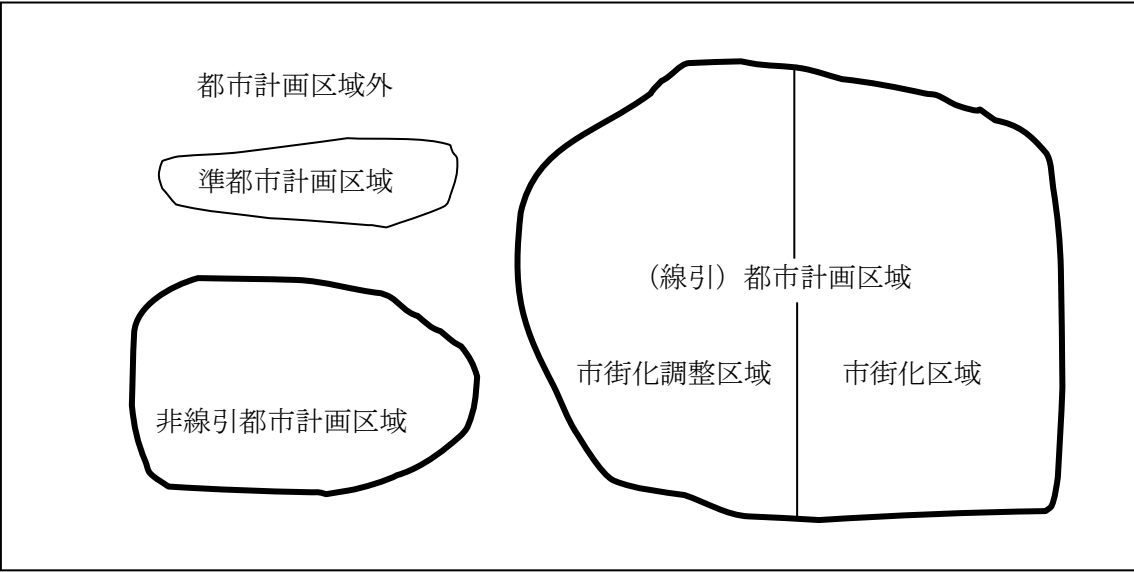 都市計画区域外
準都市計画区域
(線引)都市計画区域
市街化調整区域
市街化区域
非線引都市計画区域